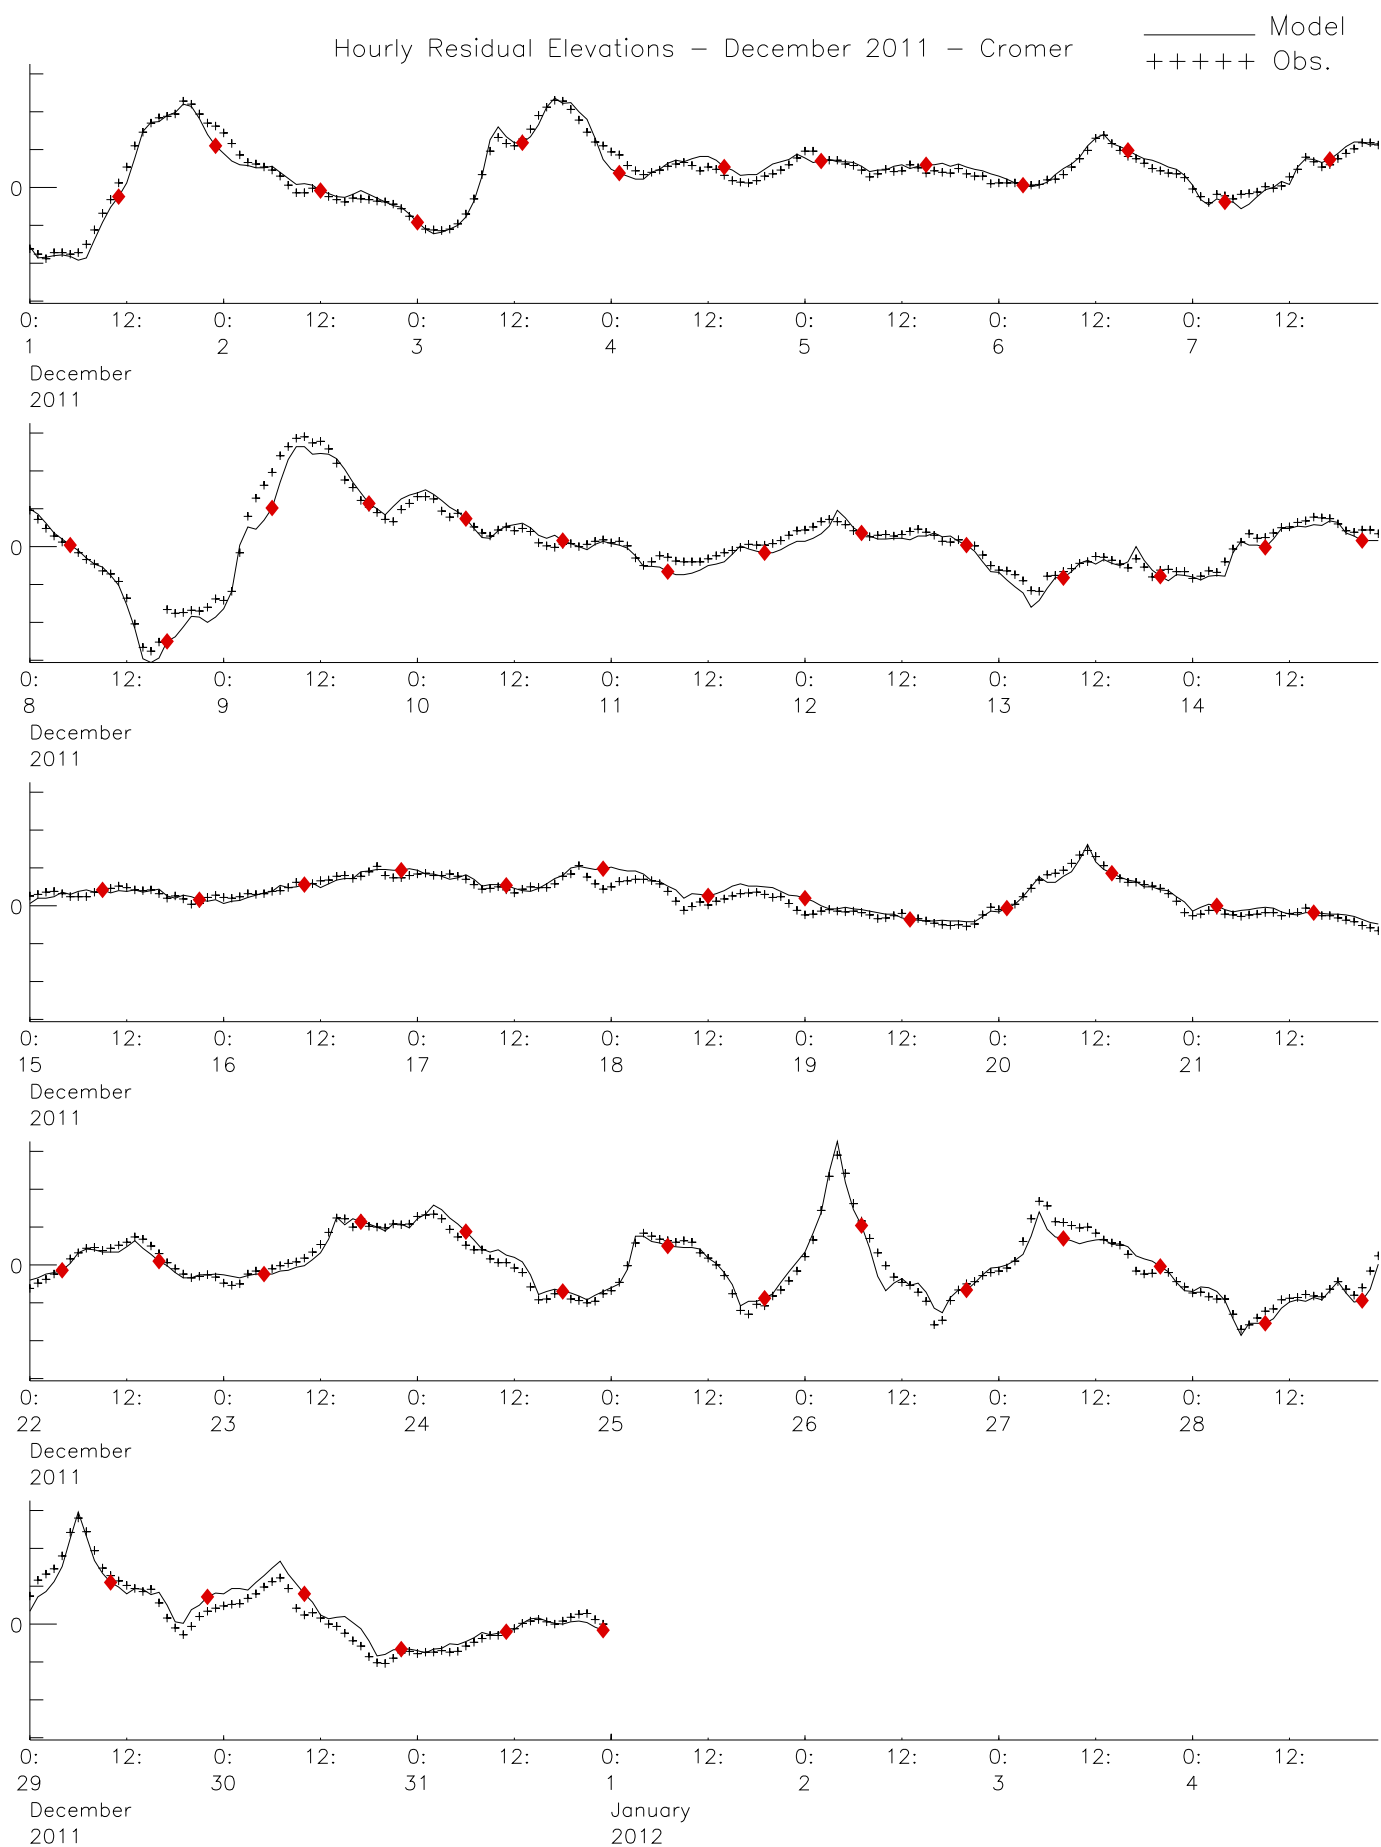 Hourly Residual Elevations – December 2011 – Cromer
Model
+++++ Obs.
0
0: 12: 0: 12: 0: 12: 0: 12: 0: 12: 0: 12: 0: 12:
1 2 3 4 5 6 7
December
2011
0
0: 12: 0: 12: 0: 12: 0: 12: 0: 12: 0: 12: 0: 12:
8 9 10 11 12 13 14
December
2011
0
0: 12: 0: 12: 0: 12: 0: 12: 0: 12: 0: 12: 0: 12:
15 16 17 18 19 20 21
December
2011
0
0: 12: 0: 12: 0: 12: 0: 12: 0: 12: 0: 12: 0: 12:
22 23 24 25 26 27 28
December
2011
0
0: 12: 0: 12: 0: 12: 0: 12: 0: 12: 0: 12: 0: 12:
29 30 31 1 2 3 4
December January
2011 2012